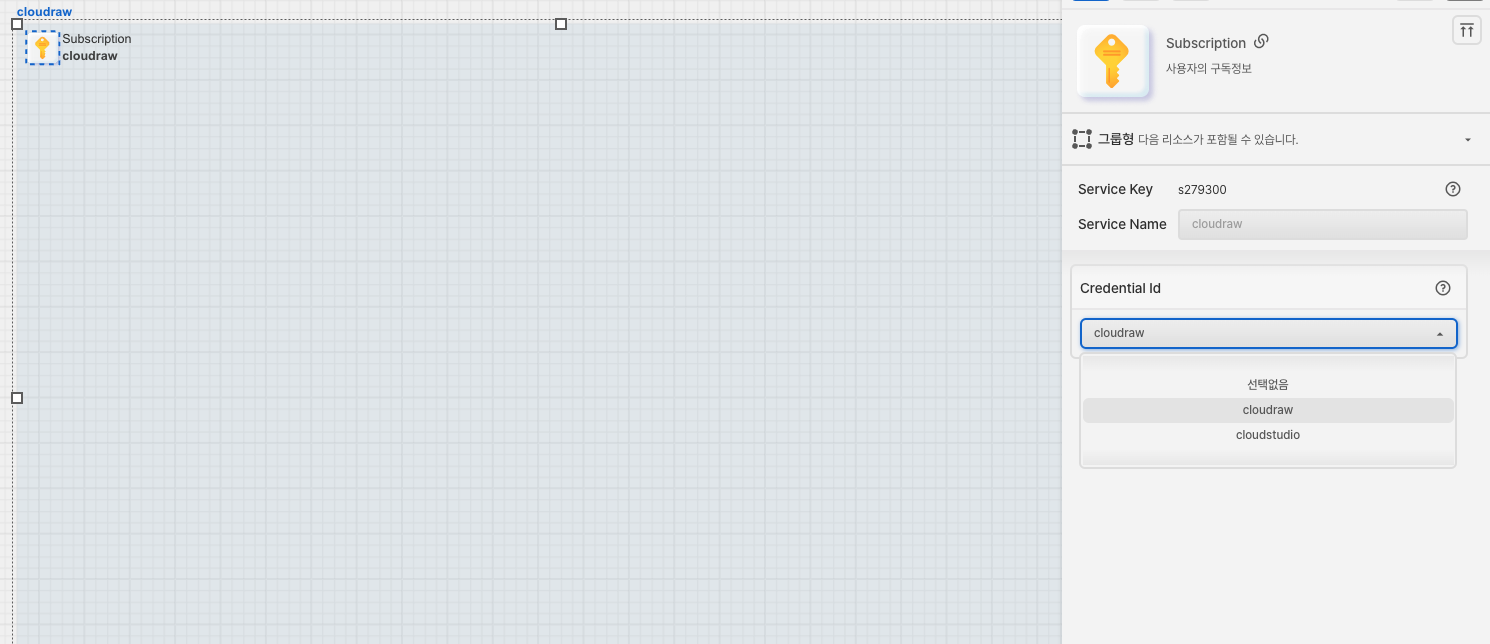 cloudraw
Subscription
cloudraw
Subscription
사용자의 구독정보
그룹형 다음 리소스가 포함될 수 있습니다.
Service Key s279300
Service Name cloudraw
Credential Id
cloudraw
선택없음
cloudraw
cloudstudio